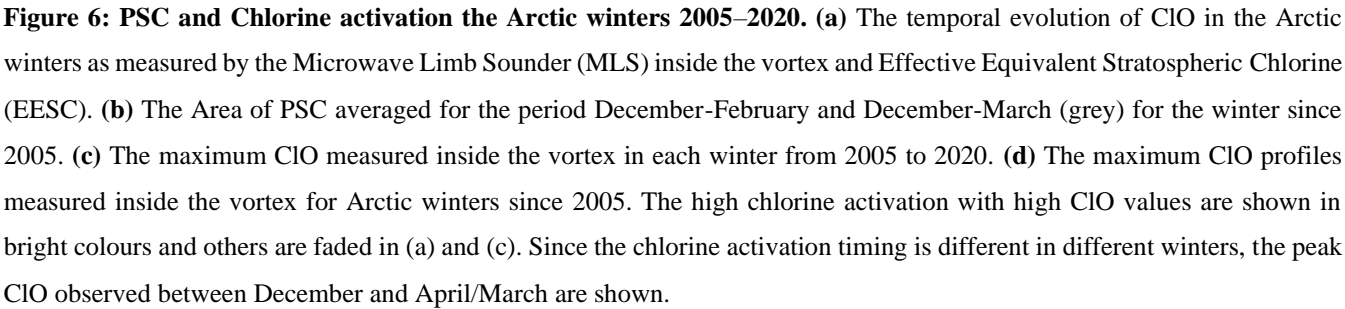 Figure 6: PSC and Chlorine activation the Arctic winters 2005–2020. (a) The temporal evolution of ClO in the Arctic
winters as measured by the Microwave Limb Sounder (MLS) inside the vortex and Effective Equivalent Stratospheric Chlorine
(EESC). (b) The Area of PSC averaged for the period December-February and December-March (grey) for the winter since
2005. (c) The maximum ClO measured inside the vortex in each winter from 2005 to 2020. (d) The maximum ClO profiles
measured inside the vortex for Arctic winters since 2005. The high chlorine activation with high ClO values are shown in
bright colours and others are faded in (a) and (c). Since the chlorine activation timing is different in different winters, the peak
ClO observed between December and April/March are shown.